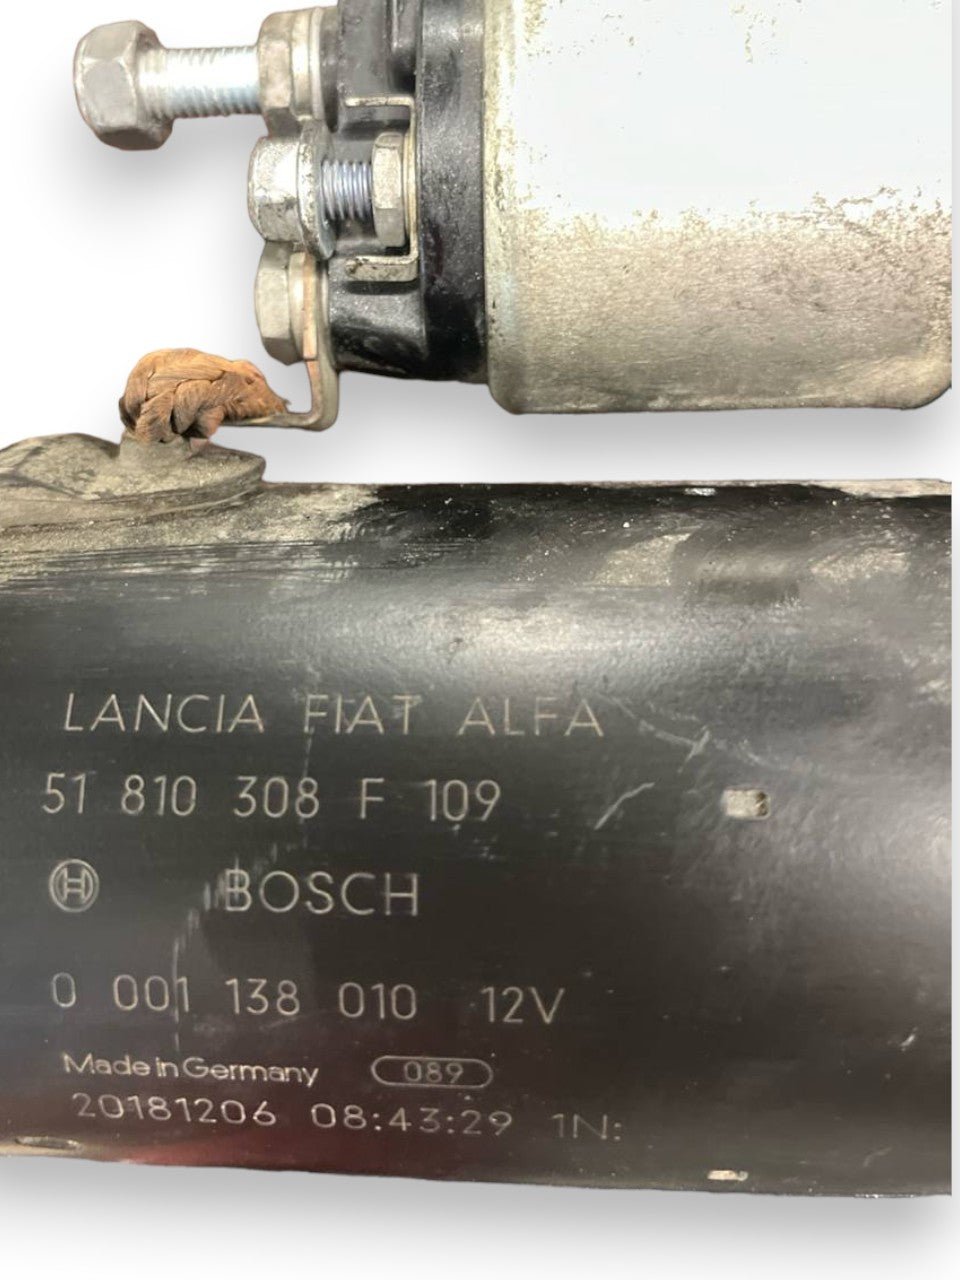 LANCIA FIAT ALFA
51 810 308 F 109
BOSCH
0 001 138 010 12V
Made in Germany 089
20181206 08:43:29 1N: